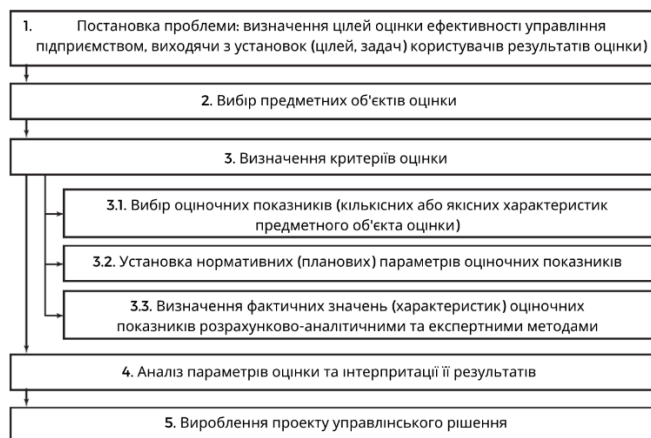 1. Постановка проблеми: визначення цілей оцінки ефективності управління
підприємством, виходячи з установок (цілей, задач) користувачів результатів оцінки)
2. Вибір предметних об'єктів оцінки
3. Визначення критеріїв оцінки
3.1. Вибір оціночних показників (кількісних або якісних характеристик
предметного об'єкта оцінки)
3.2. Установка нормативних (планових) параметрів оціночних показників
3.3. Визначення фактичних значень (характеристик) оціночних
показників розрахунково-аналітичними та експертними методами
4. Аналіз параметрів оцінки та інтерпритації її результатів
5. Вироблення проекту управлінського рішення